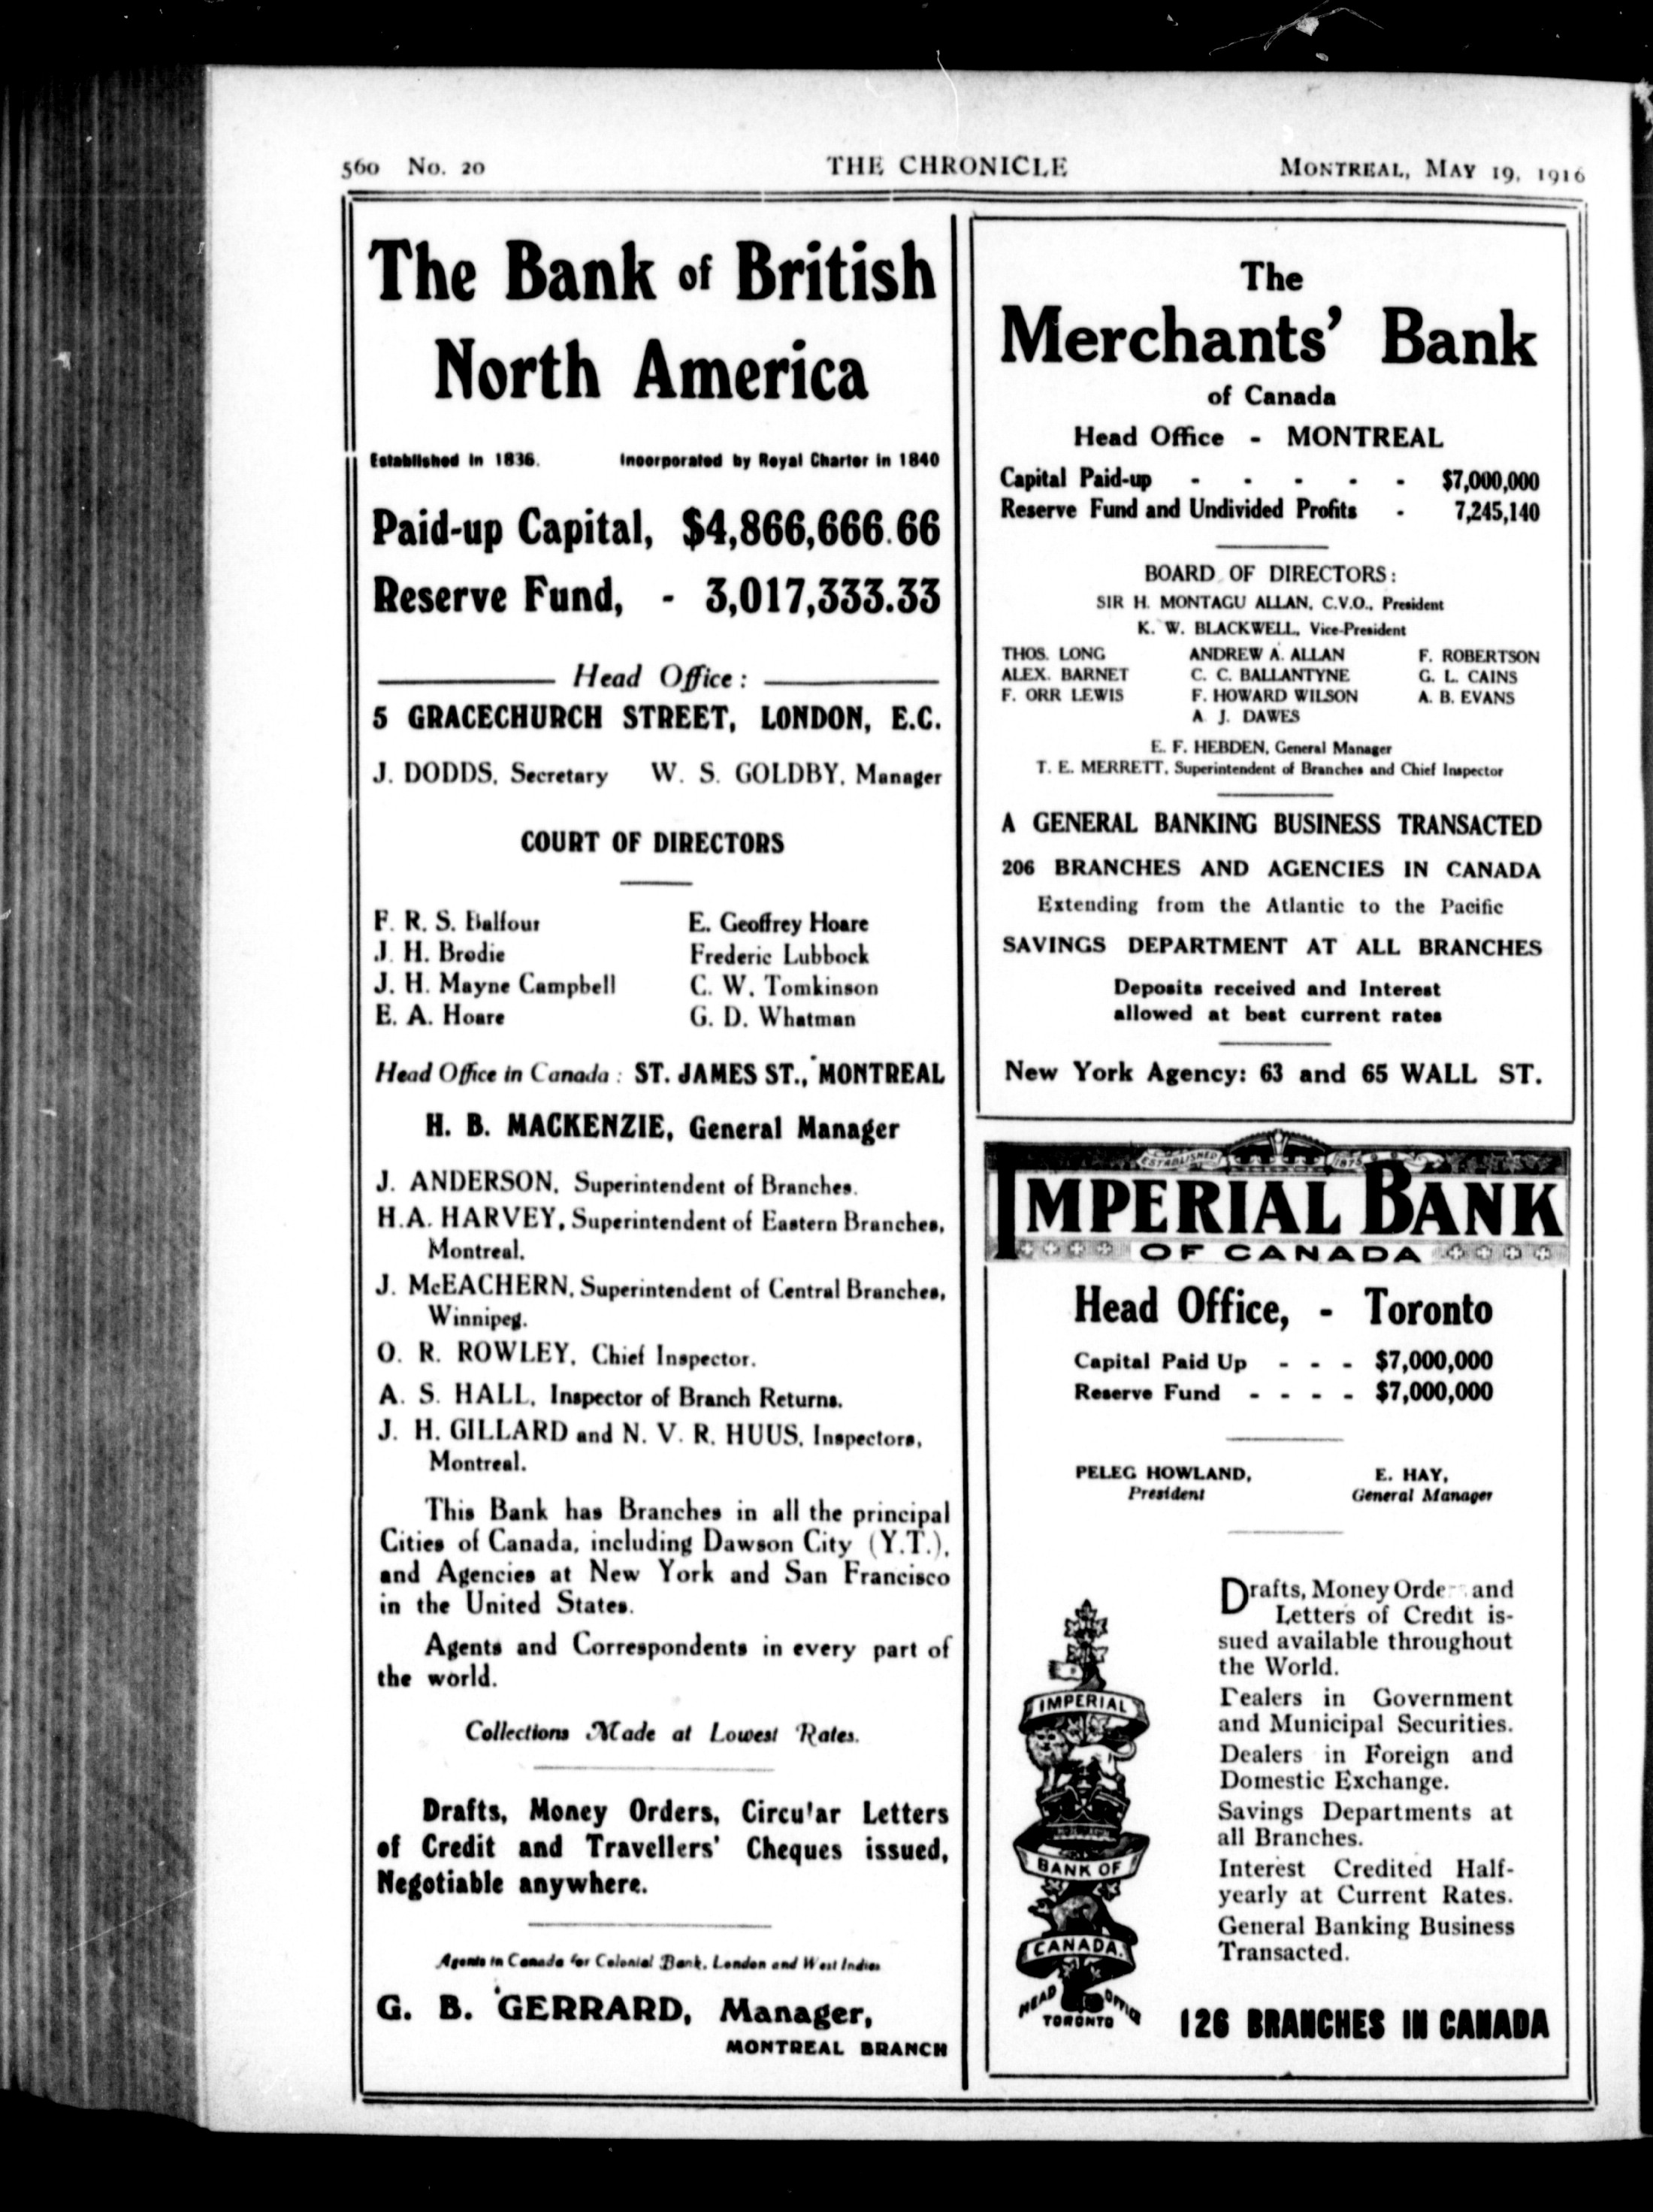 560 No. 20 THE CHRONICLE MONTREAL, MAY 19, 1916
The Bank of British
North America
Established in 1836. Incorporated by Royal Charter in 1840
Paid-up Capital, $4,866,666.66
Reserve Fund, - 3,017,333.33
Head Office:
5 GRACECHURCH STREET, LONDON, E.C.
J. DODDS, Secretary W. S. GOLDBY, Manager
COURT OF DIRECTORS
F. R. S. Balfour E. Geoffrey Hoare
J. H. Brodie Frederic Lubbock
J. H. Mayne Campbell C. W. Tomkinson
E. A. Hoare G. D. Whatman
Head Office in Canada: ST. JAMES ST., MONTREAL
H. B. MACKENZIE, General Manager
J. ANDERSON, Superintendent of Branches.
H.A. HARVEY, Superintendent of Eastern Branches,
Montreal.
J. McEACHERN, Superintendent of Central Branches,
Winnipeg.
O. R. ROWLEY, Chief Inspector.
A. S. HALL, Inspector of Branch Returns.
J. H. GILLARD and N. V. R. HUUS, Inspectors,
Montreal.
This Bank has Branches in all the principal
Cities of Canada, including Dawson City (Y.T.),
and Agencies at New York and San Francisco
in the United States.
Agents and Correspondents in every part of
the world.
Collections Made at Lowest Rates.
Drafts, Money Orders, Circular Letters
of Credit and Travellers' Cheques issued,
Negotiable anywhere.
Agents in Canada for Colonial Bank, London and West Indies
G. B. GERRARD, Manager,
MONTREAL BRANCH
The
Merchants' Bank
of Canada
Head Office - MONTREAL
Capital Paid-up - - - - - $7,000,000
Reserve Fund and Undivided Profits - 7,245,140
BOARD OF DIRECTORS:
SIR H. MONTAGU ALLAN, C.V.O., President
K. W. BLACKWELL, Vice-President
THOS. LONG ANDREW A. ALLAN F. ROBERTSON
ALEX. BARNET C. C. BALLANTYNE G. L. CAINS
F. ORR LEWIS F. HOWARD WILSON A. B. EVANS
A. J. DAWES
E. F. HEBDEN, General Manager
T. E. MERRETT, Superintendent of Branches and Chief Inspector
A GENERAL BANKING BUSINESS TRANSACTED
206 BRANCHES AND AGENCIES IN CANADA
Extending from the Atlantic to the Pacific
SAVINGS DEPARTMENT AT ALL BRANCHES
Deposits received and Interest
allowed at best current rates
New York Agency: 63 and 65 WALL ST.
ESTABLISHED 1875
IMPERIAL BANK
OF CANADA
Head Office, - Toronto
Capital Paid Up - - - $7,000,000
Reserve Fund - - - - $7,000,000
PELEG HOWLAND, E. HAY,
President General Manager
Drafts, Money Orde and
Letters of Credit is-
sued available throughout
the World.
Dealers in Government
and Municipal Securities.
Dealers in Foreign and
Domestic Exchange.
Savings Departments at
all Branches.
Interest Credited Half-
yearly at Current Rates.
General Banking Business
Transacted.
IMPERIAL
BANK OF
CANADA.
HEAD OFFICE
TORONTO
126 BRANCHES IN CANADA